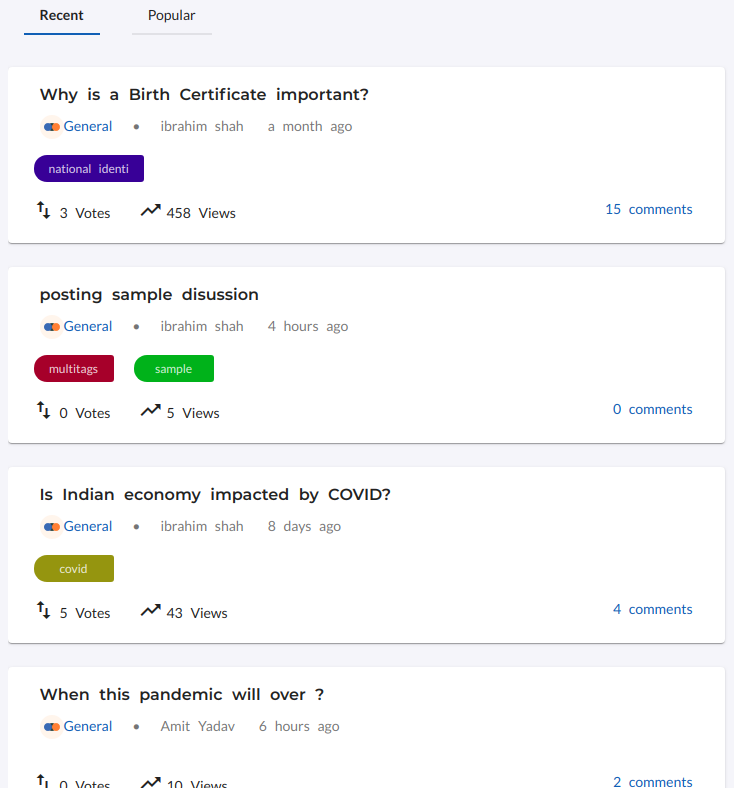 Recent Popular
Why is a Birth Certificate important?
General • ibrahim shah a month ago
national identi
3 Votes 458 Views 15 comments
posting sample disussion
General • ibrahim shah 4 hours ago
multitags sample
0 Votes 5 Views 0 comments
Is Indian economy impacted by COVID?
General • ibrahim shah 8 days ago
covid
5 Votes 43 Views 4 comments
When this pandemic will over ?
General • Amit Yadav 6 hours ago
0 Votes 10 Views 2 comments